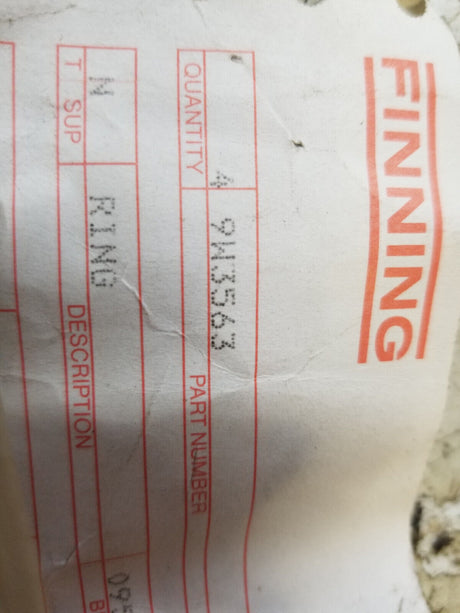 FINNING
4 9W3563
QUANTITY PART NUMBER
N RING
T SUP DESCRIPTION